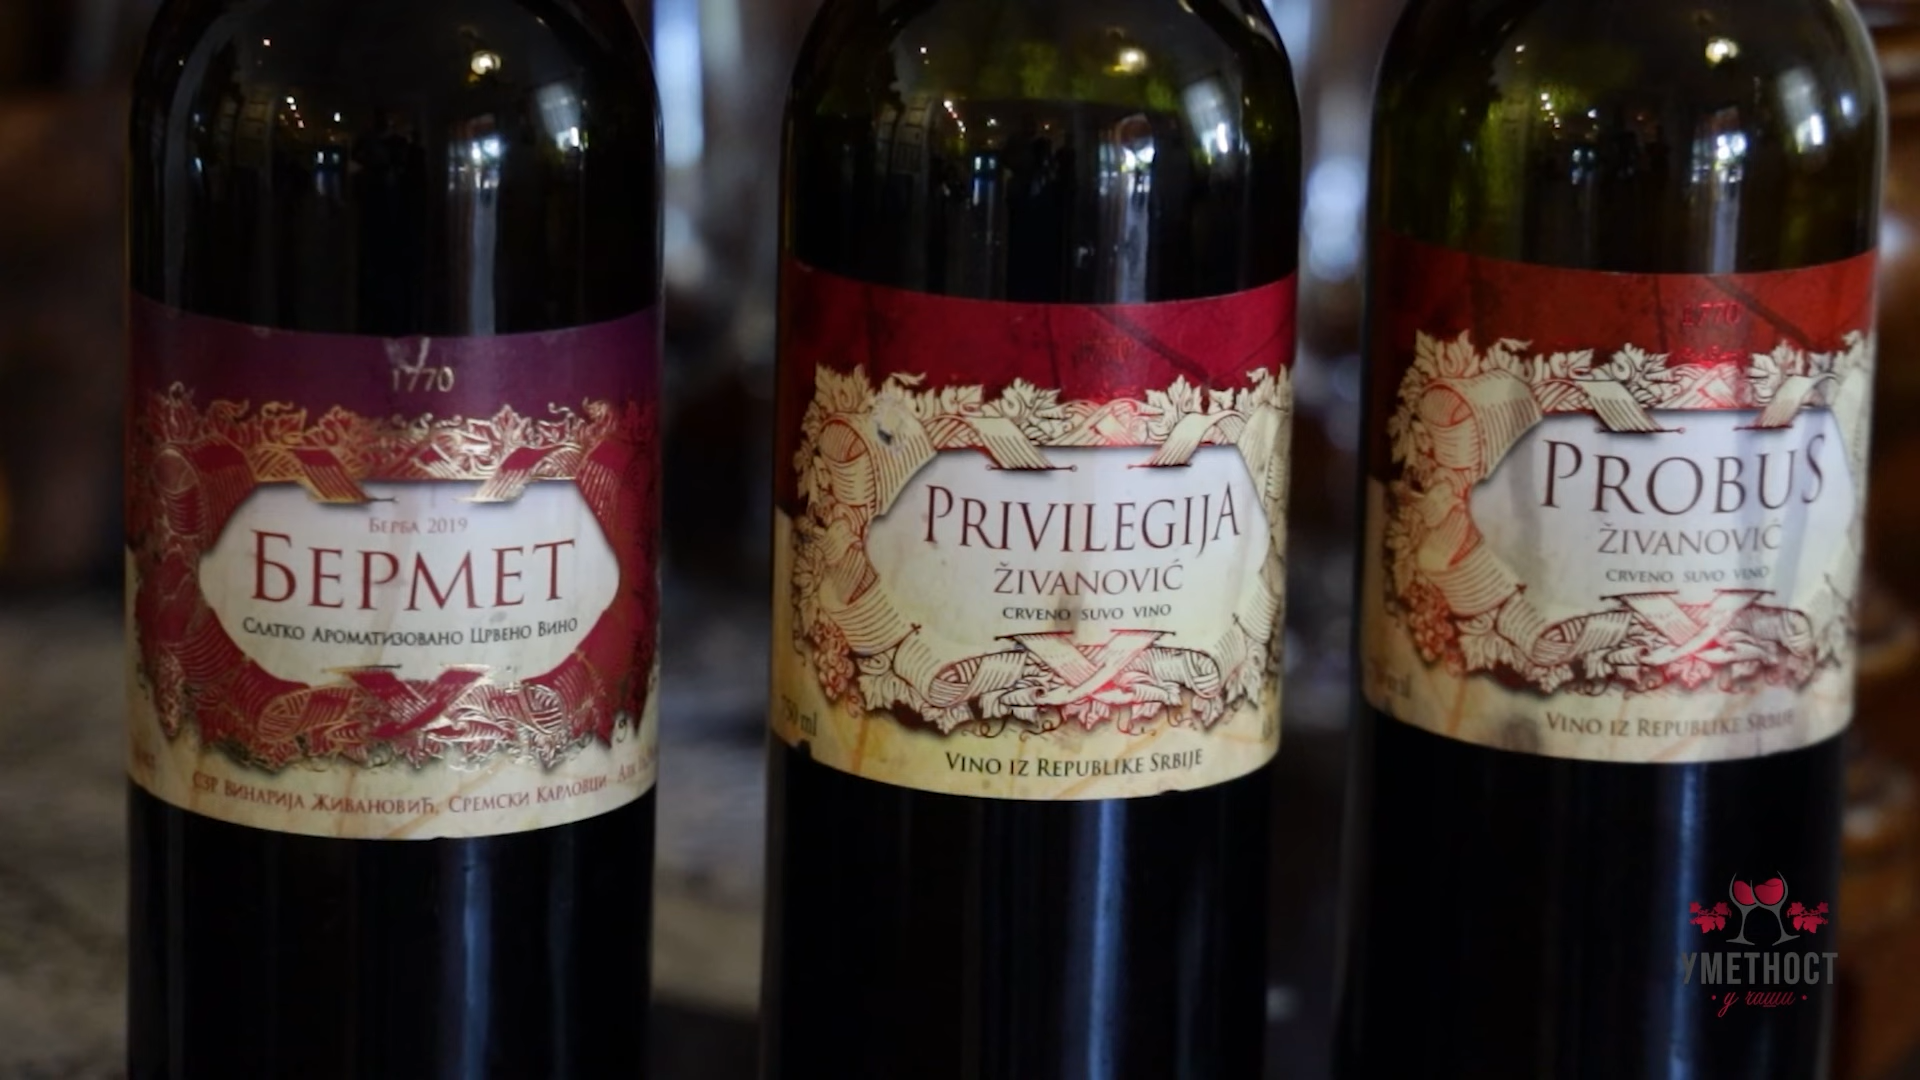 1770
Берба 2019
Бермет
Слатко Ароматизовано Црвено Вино
СЗР Винарија Живановић, Сремски Карловци
Privilegija
Živanović
crveno suvo vino
750 ml
Vino iz Republike Srbije
1770
Probus
Živanović
crveno suvo vino
Vino iz Republike Srbije
УМЕТНОСТ
у чаши